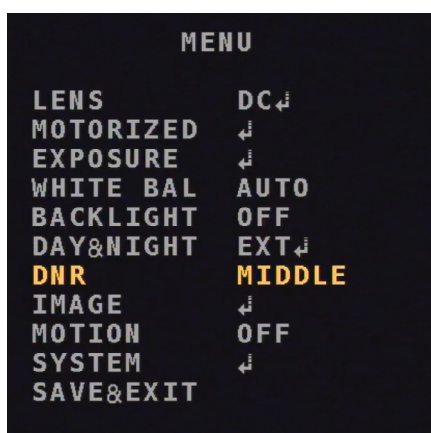 MENU
LENS DC↲
MOTORIZED ↲
EXPOSURE ↲
WHITE BAL AUTO
BACKLIGHT OFF
DAY&NIGHT EXT↲
DNR MIDDLE
IMAGE ↲
MOTION OFF
SYSTEM ↲
SAVE&EXIT